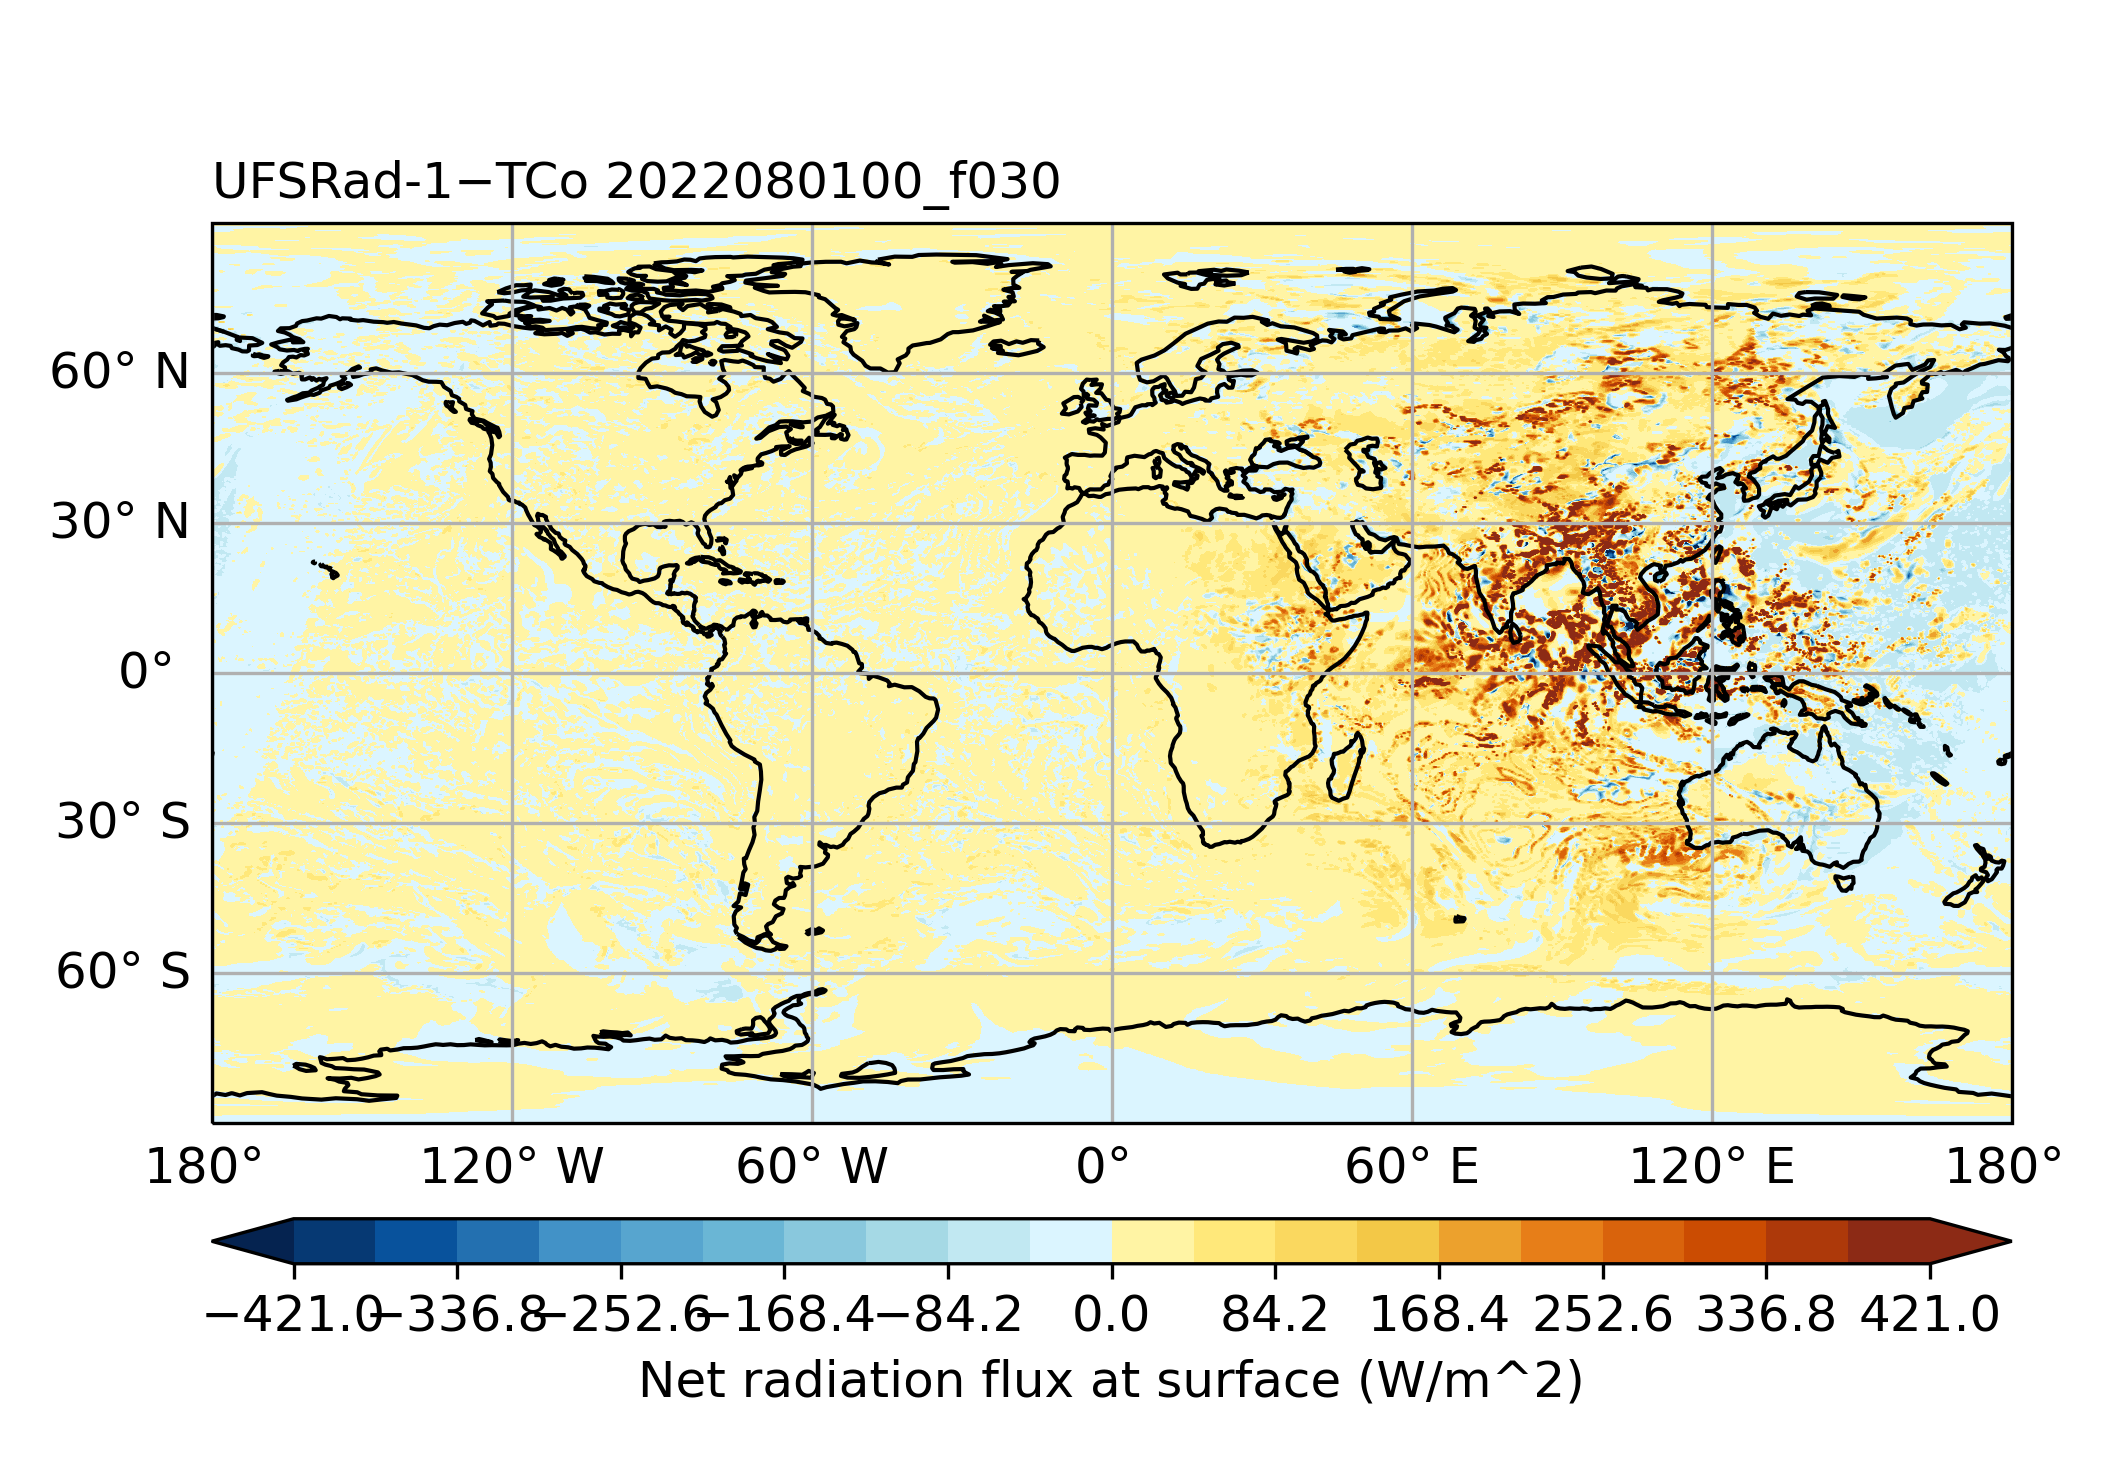 UFSRad-1−TCo 2022080100_f030
60° N
30° N
0°
30° S
60° S
180° 120° W 60° W 0° 60° E 120° E 180°
−421.0 −336.8 −252.6 −168.4 −84.2 0.0 84.2 168.4 252.6 336.8 421.0
Net radiation flux at surface (W/m^2)